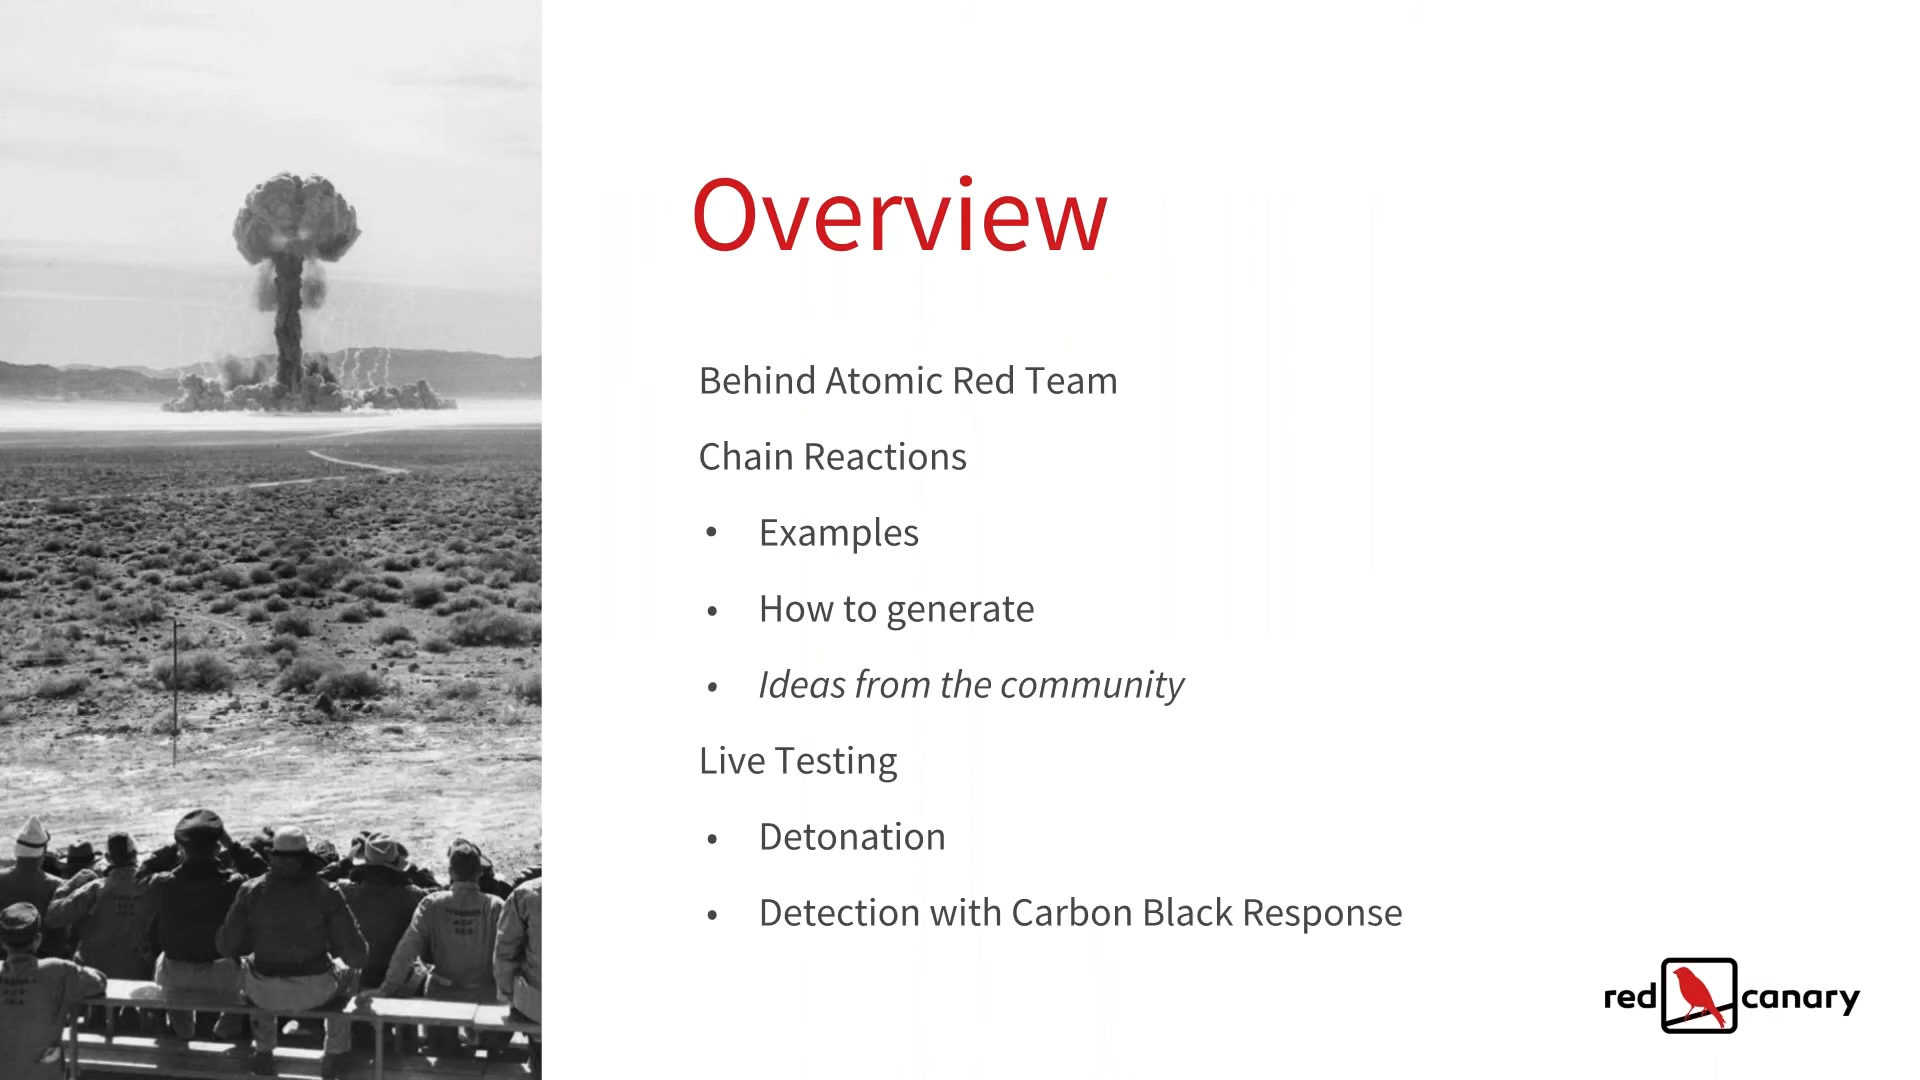 Overview
Behind Atomic Red Team
Chain Reactions
• Examples
• How to generate
• Ideas from the community
Live Testing
• Detonation
• Detection with Carbon Black Response
red canary